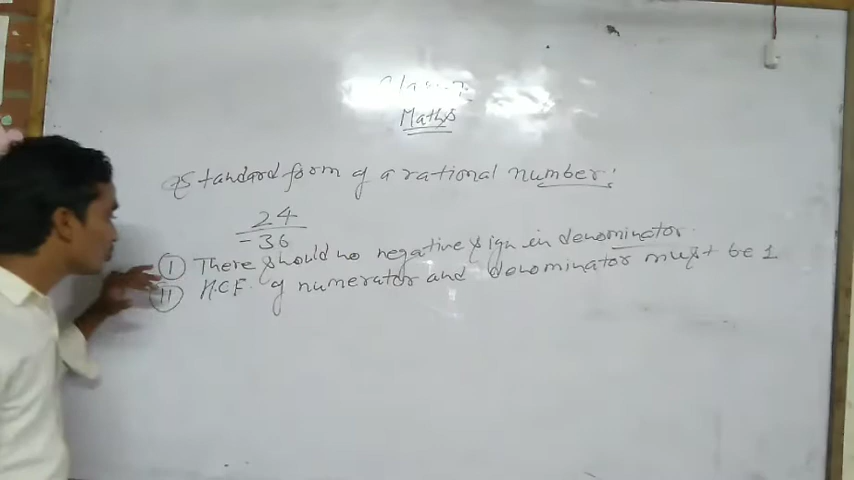 Maths
Standard form of a rational number:
24
-36
I There should no negative sign in denominator.
II H.C.F. of numerator and denominator must be 1